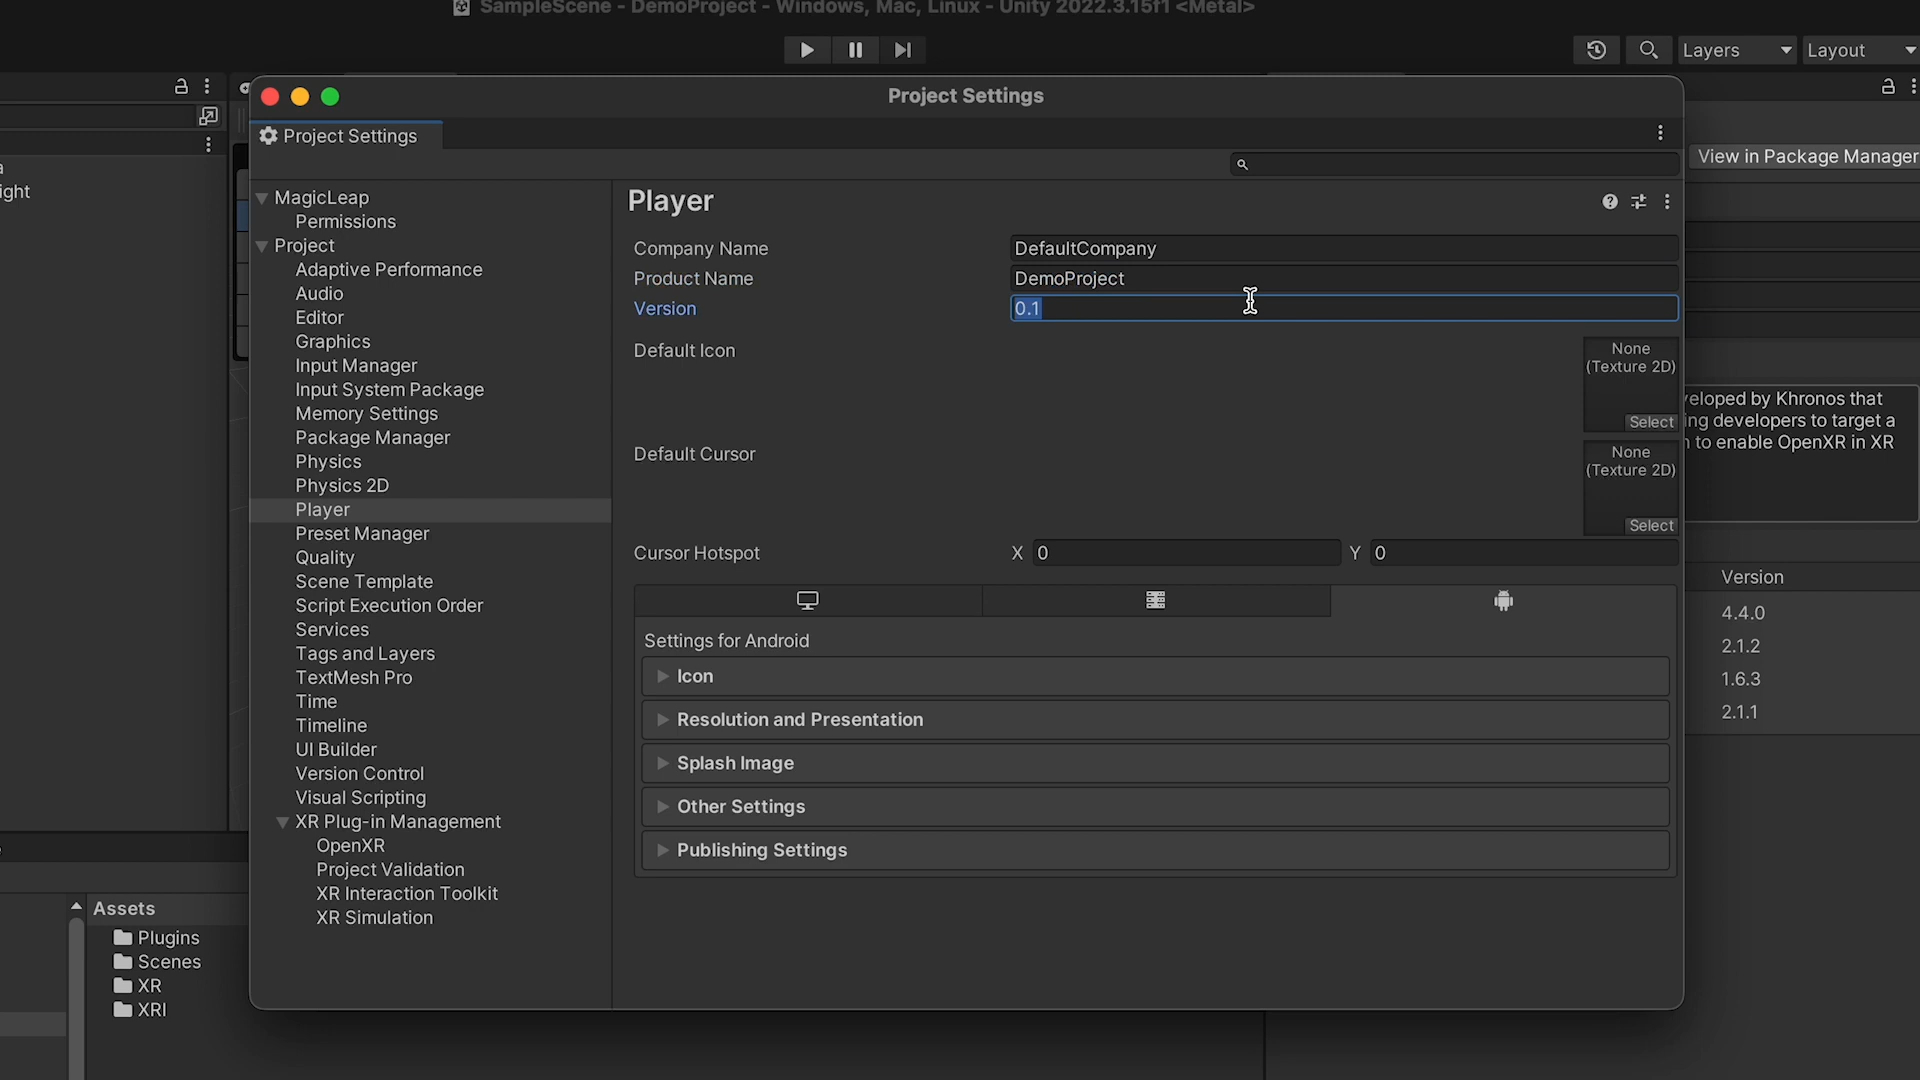 SampleScene - DemoProject - Windows, Mac, Linux - Unity 2022.3.15f1 <Metal>
Layers
Layout
Project Settings
Project Settings
ight
View in Package Manager
MagicLeap
Permissions
Project
Adaptive Performance
Audio
Editor
Graphics
Input Manager
Input System Package
Memory Settings
Package Manager
Physics
Physics 2D
Player
Preset Manager
Quality
Scene Template
Script Execution Order
Services
Tags and Layers
TextMesh Pro
Time
Timeline
UI Builder
Version Control
Visual Scripting
XR Plug-in Management
OpenXR
Project Validation
XR Interaction Toolkit
XR Simulation
Player
Company Name DefaultCompany
Product Name DemoProject
Version 0.1
Default Icon
None
(Texture 2D)
Select
Default Cursor
None
(Texture 2D)
Select
Cursor Hotspot X 0 Y 0
Settings for Android
Icon
Resolution and Presentation
Splash Image
Other Settings
Publishing Settings
veloped by Khronos that
ing developers to target a
to enable OpenXR in XR
Version
4.4.0
2.1.2
1.6.3
2.1.1
Assets
Plugins
Scenes
XR
XRI